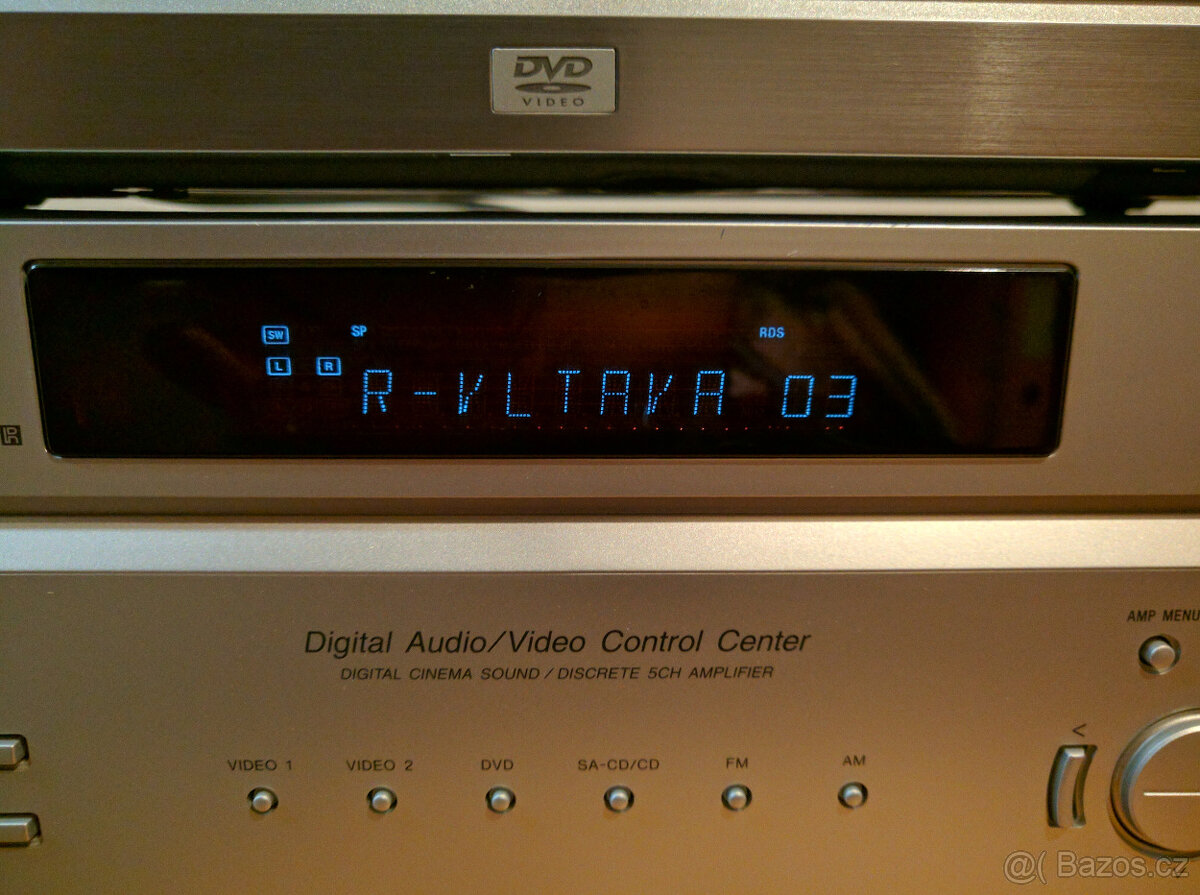 DVD
VIDEO
SW
SP
RDS
L
R
R-VLTAVA 03
Digital Audio/Video Control Center
DIGITAL CINEMA SOUND / DISCRETE 5CH AMPLIFIER
AMP MENU
<
VIDEO 1
VIDEO 2
DVD
SA-CD/CD
FM
AM
@( Bazos.cz